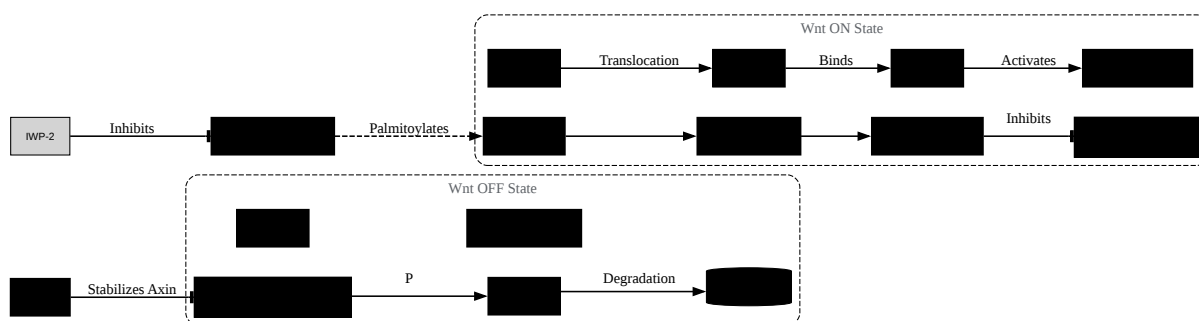 Wnt ON State
Translocation
Binds
Activates
IWP-2
Inhibits
Palmitoylates
Inhibits
Wnt OFF State
Stabilizes Axin
P
Degradation